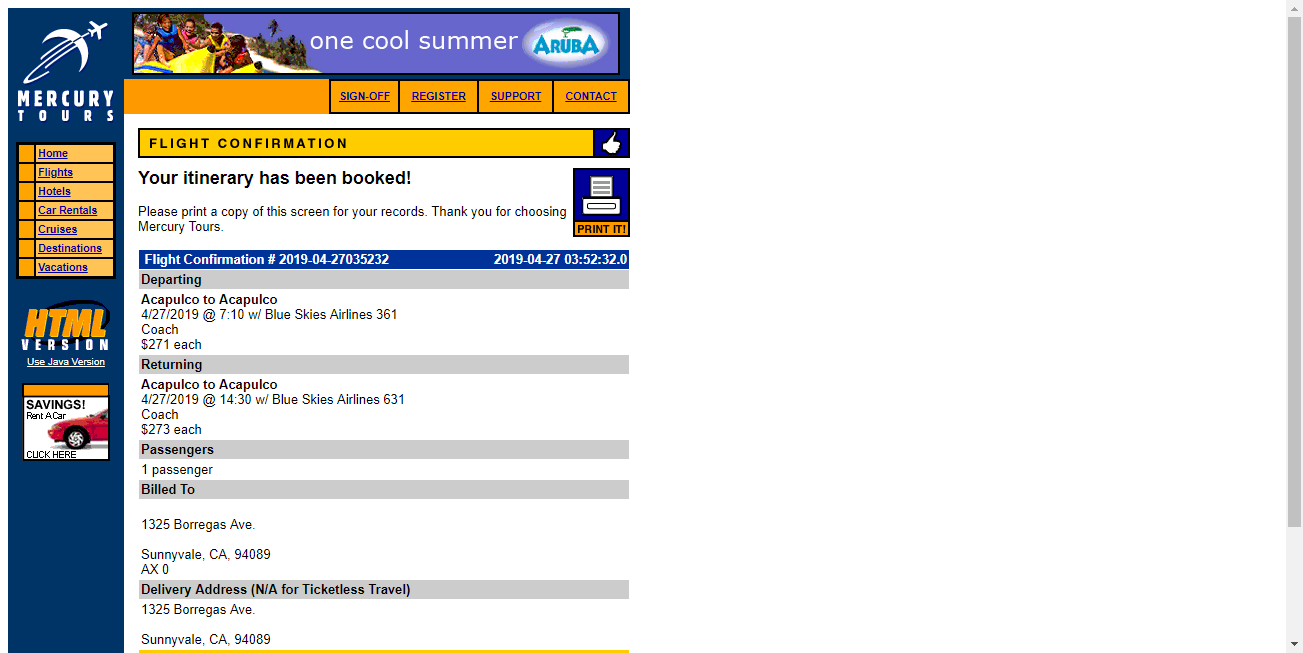 one cool summer ARUBA
MERCURY
TOURS
SIGN-OFF REGISTER SUPPORT CONTACT
Home
Flights
Hotels
Car Rentals
Cruises
Destinations
Vacations
HTML
VERSION
Use Java Version
SAVINGS!
Rent A Car
CLICK HERE
FLIGHT CONFIRMATION
Your itinerary has been booked!
Please print a copy of this screen for your records. Thank you for choosing
Mercury Tours.
PRINT IT!
Flight Confirmation # 2019-04-27035232 2019-04-27 03:52:32.0
Departing
Acapulco to Acapulco
4/27/2019 @ 7:10 w/ Blue Skies Airlines 361
Coach
$271 each
Returning
Acapulco to Acapulco
4/27/2019 @ 14:30 w/ Blue Skies Airlines 631
Coach
$273 each
Passengers
1 passenger
Billed To
1325 Borregas Ave.
Sunnyvale, CA, 94089
AX 0
Delivery Address (N/A for Ticketless Travel)
1325 Borregas Ave.
Sunnyvale, CA, 94089